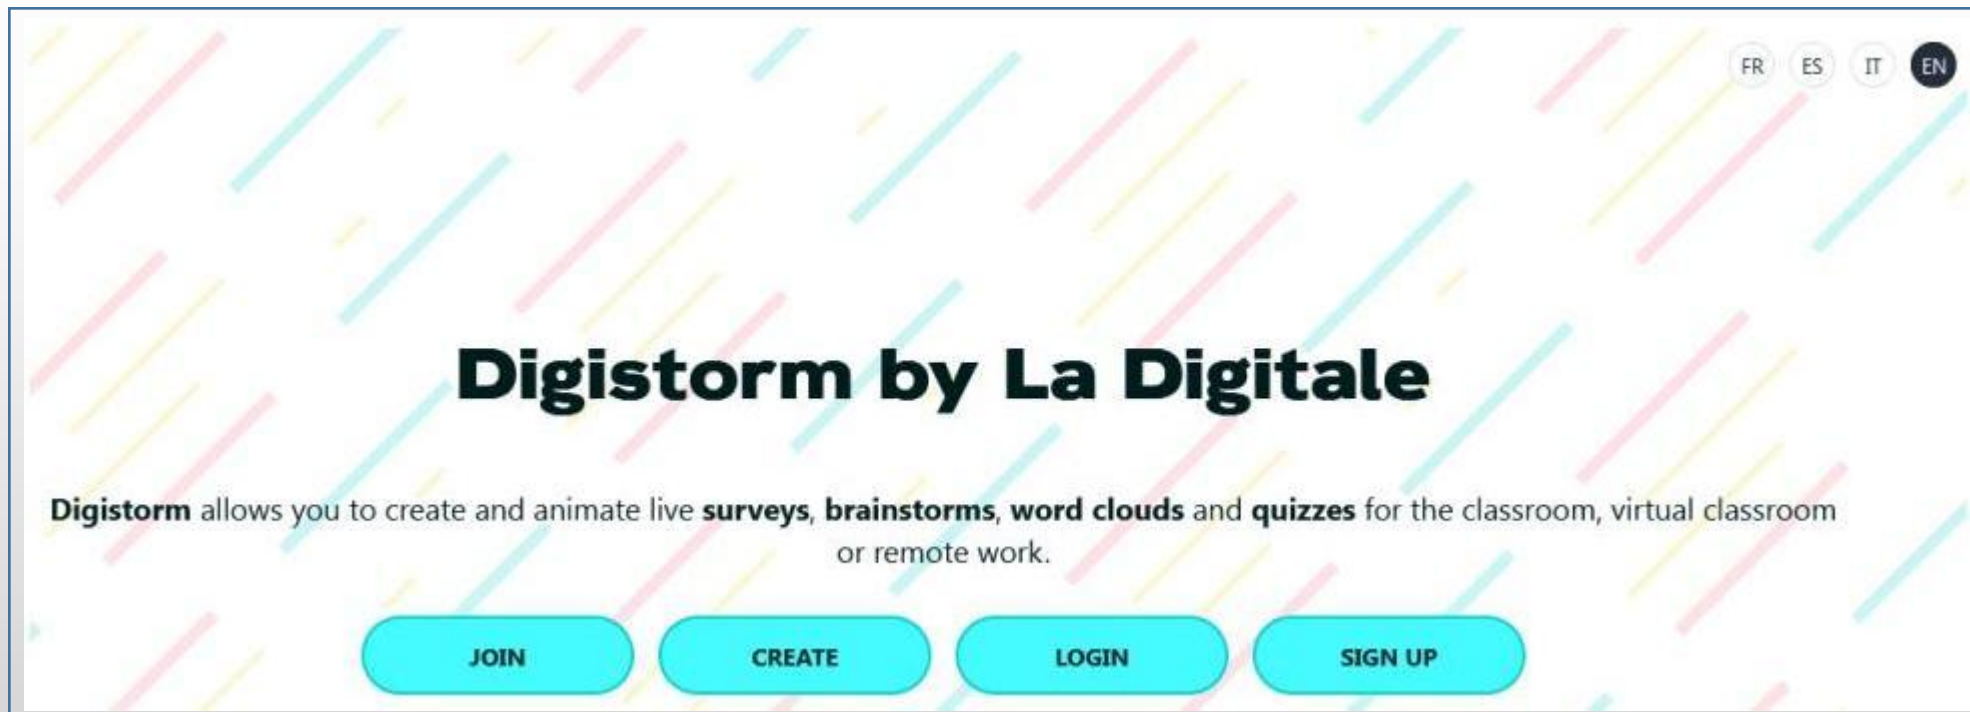 FR ES IT EN
Digistorm by La Digitale
Digistorm allows you to create and animate live surveys, brainstorms, word clouds and quizzes for the classroom, virtual classroom
or remote work.
JOIN CREATE LOGIN SIGN UP